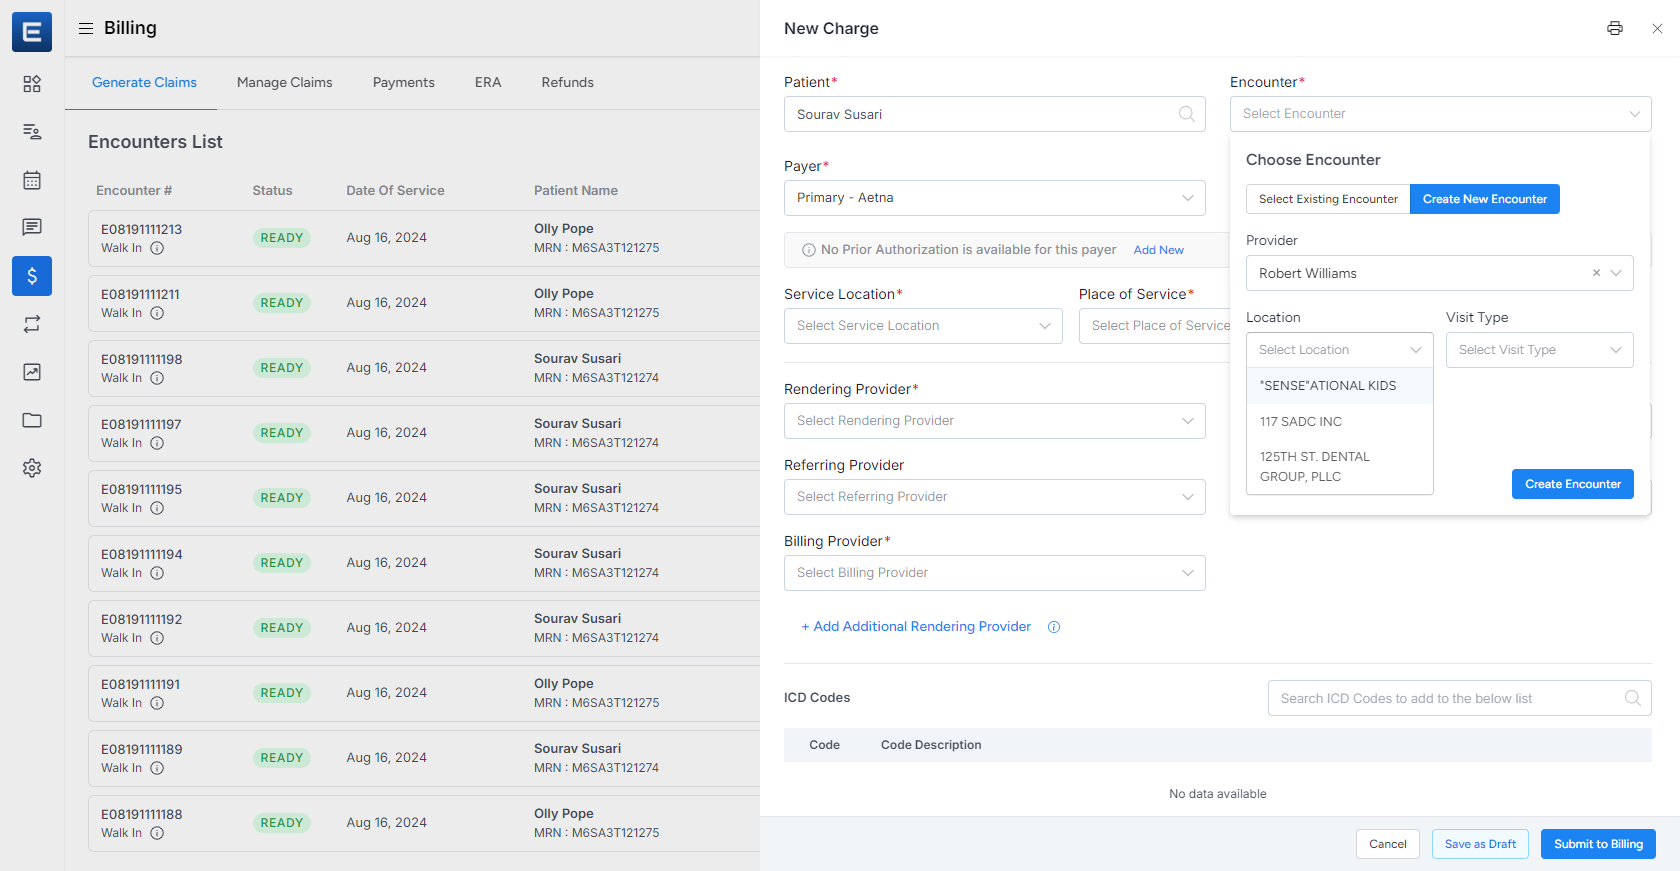 E
Billing
Generate Claims
Manage Claims
Payments
ERA
Refunds
Encounters List
Encounter #
Status
Date Of Service
Patient Name
E08191111213
Walk In
READY
Aug 16, 2024
Olly Pope
MRN : M6SA3T121275
E08191111211
Walk In
READY
Aug 16, 2024
Olly Pope
MRN : M6SA3T121275
E08191111198
Walk In
READY
Aug 16, 2024
Sourav Susari
MRN : M6SA3T121274
E08191111197
Walk In
READY
Aug 16, 2024
Sourav Susari
MRN : M6SA3T121274
E08191111195
Walk In
READY
Aug 16, 2024
Sourav Susari
MRN : M6SA3T121274
E08191111194
Walk In
READY
Aug 16, 2024
Sourav Susari
MRN : M6SA3T121274
E08191111192
Walk In
READY
Aug 16, 2024
Sourav Susari
MRN : M6SA3T121274
E08191111191
Walk In
READY
Aug 16, 2024
Olly Pope
MRN : M6SA3T121275
E08191111189
Walk In
READY
Aug 16, 2024
Sourav Susari
MRN : M6SA3T121274
E08191111188
Walk In
READY
Aug 16, 2024
Olly Pope
MRN : M6SA3T121275
New Charge
Patient*
Sourav Susari
Encounter*
Select Encounter
Payer*
Primary - Aetna
No Prior Authorization is available for this payer
Add New
Service Location*
Select Service Location
Place of Service*
Select Place of Service
Rendering Provider*
Select Rendering Provider
Referring Provider
Select Referring Provider
Billing Provider*
Select Billing Provider
+ Add Additional Rendering Provider
Choose Encounter
Select Existing Encounter
Create New Encounter
Provider
Robert Williams
Location
Select Location
Visit Type
Select Visit Type
"SENSE"ATIONAL KIDS
117 SADC INC
125TH ST. DENTAL
GROUP, PLLC
Create Encounter
ICD Codes
Search ICD Codes to add to the below list
Code
Code Description
No data available
Cancel
Save as Draft
Submit to Billing